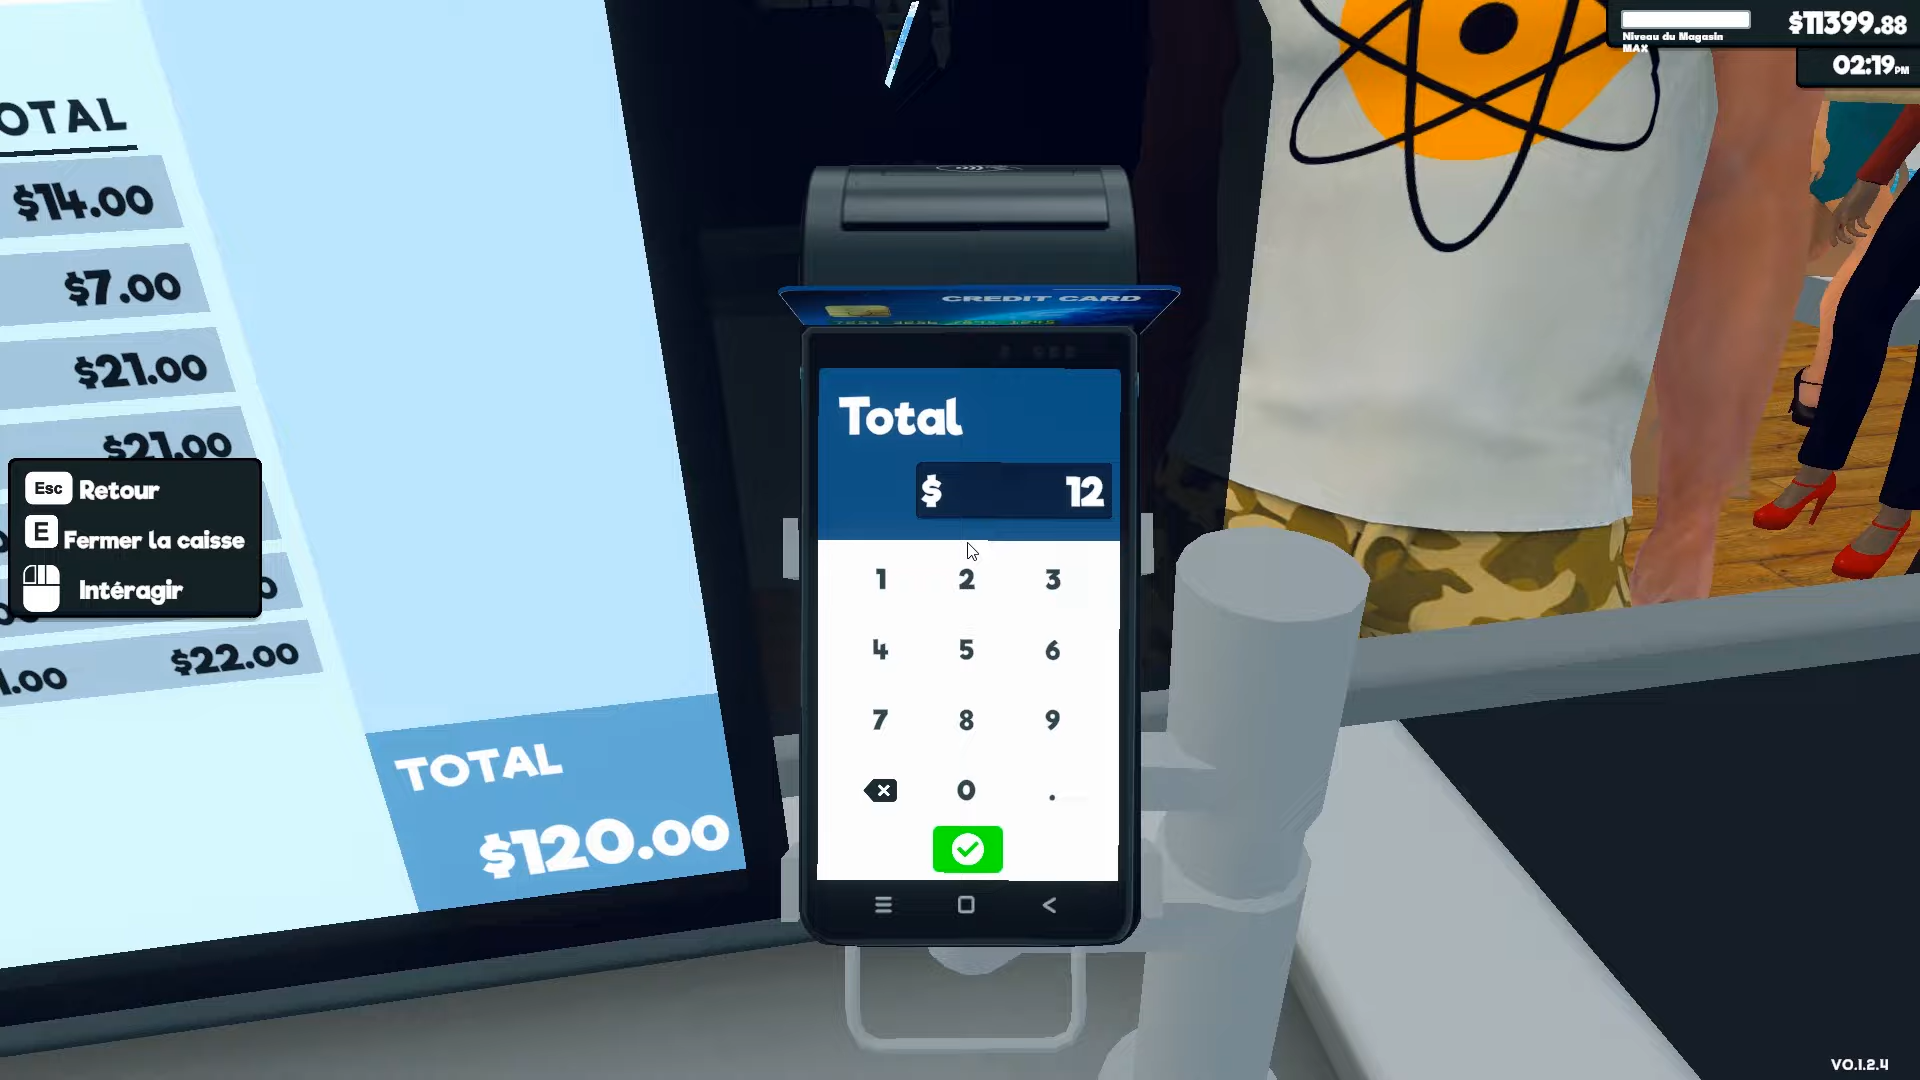 $11399.88
Niveau du Magasin
MAX
02:19PM
OTAL
$14.00
$7.00
$21.00
$21.00
Esc Retour
E Fermer la caisse
Intéragir
.00 $22.00
TOTAL
$120.00
CREDIT CARD
Total
$ 12
1 2 3
4 5 6
7 8 9
0 .
V0.1.2.4